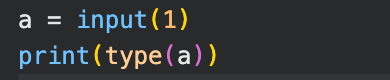 a = input(1)
print(type(a))